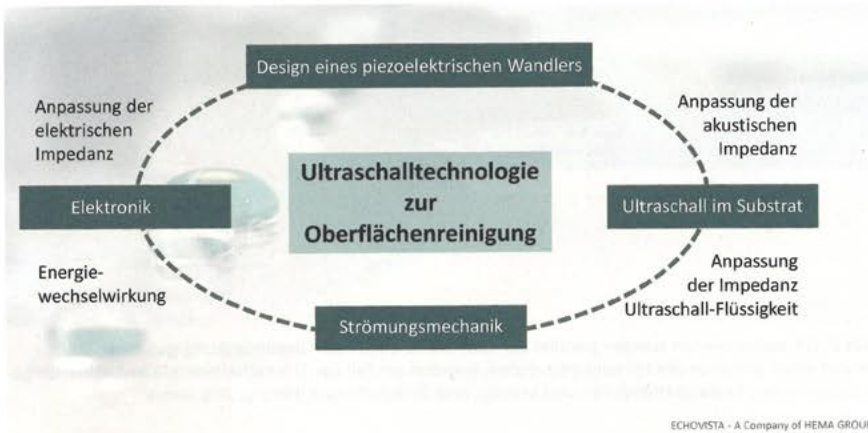 Design eines piezoelektrischen Wandlers
Anpassung der
elektrischen
Impedanz
Anpassung der
akustischen
Impedanz
Ultraschalltechnologie
zur
Oberflächenreinigung
Elektronik
Ultraschall im Substrat
Energie-
wechselwirkung
Anpassung
der Impedanz
Ultraschall-Flüssigkeit
Strömungsmechanik
ECHOVISTA - A Company of HEMA GROUP